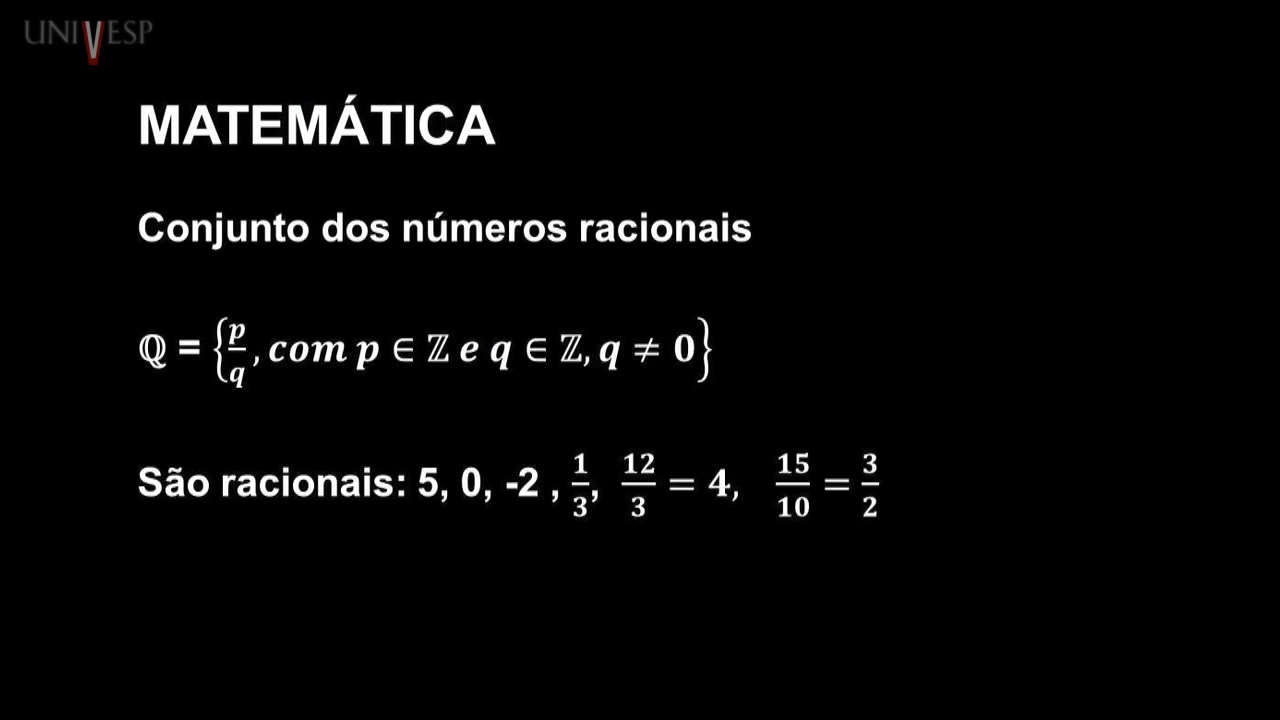 UNIVESP
MATEMÁTICA
Conjunto dos números racionais
ℚ = {p/q, com p ∈ ℤ e q ∈ ℤ, q ≠ 0}
São racionais: 5, 0, -2 , 1/3, 12/3 = 4, 15/10 = 3/2